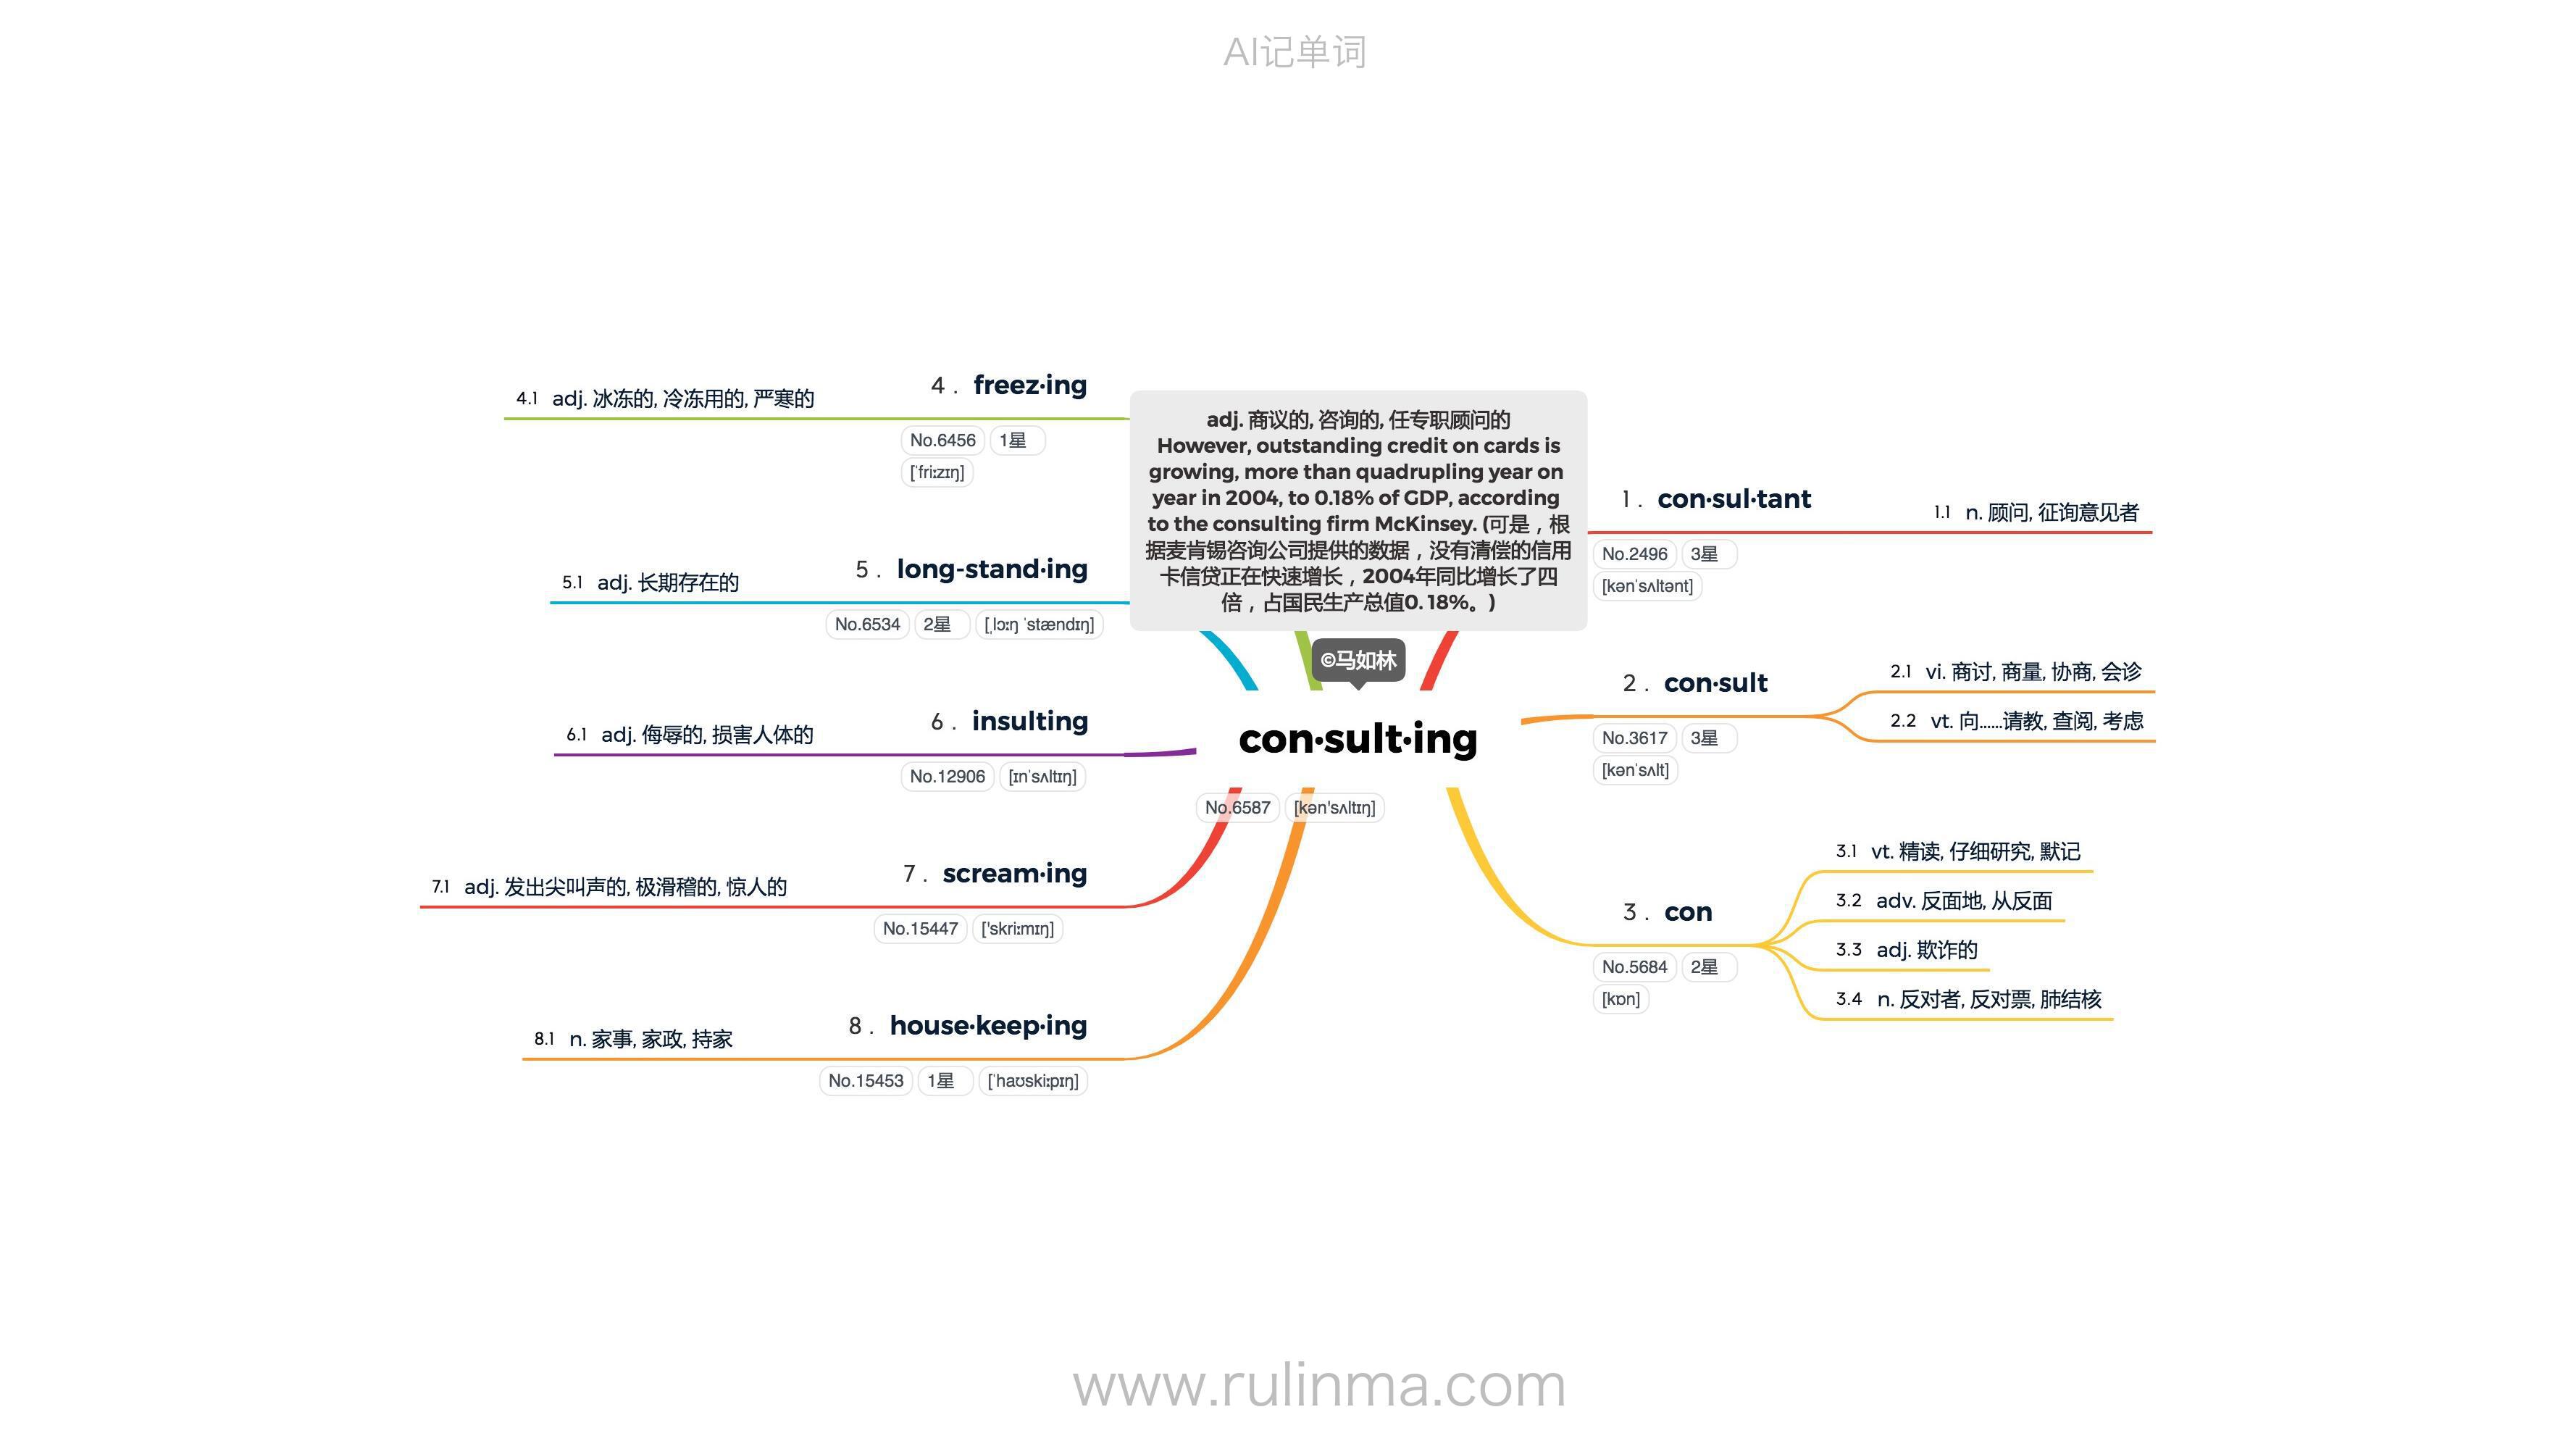 AI记单词
adj. 商议的, 咨询的, 任专职顾问的
However, outstanding credit on cards is
growing, more than quadrupling year on
year in 2004, to 0.18% of GDP, according
to the consulting firm McKinsey. (可是，根
据麦肯锡咨询公司提供的数据，没有清偿的信用
卡信贷正在快速增长，2004年同比增长了四
倍，占国民生产总值0.18%。)
©马如林
con·sult·ing
No.6587 [kən'sʌltɪŋ]
1. con·sul·tant
No.2496 3星
[kənˈsʌltənt]
1.1 n. 顾问, 征询意见者
2. con·sult
No.3617 3星
[kənˈsʌlt]
2.1 vi. 商讨, 商量, 协商, 会诊
2.2 vt. 向……请教, 查阅, 考虑
3. con
No.5684 2星
[kɒn]
3.1 vt. 精读, 仔细研究, 默记
3.2 adv. 反面地, 从反面
3.3 adj. 欺诈的
3.4 n. 反对者, 反对票, 肺结核
4. freez·ing
No.6456 1星
[ˈfriːzɪŋ]
4.1 adj. 冰冻的, 冷冻用的, 严寒的
5. long-stand·ing
No.6534 2星 [ˌlɔːŋ ˈstændɪŋ]
5.1 adj. 长期存在的
6. insulting
No.12906 [ɪnˈsʌltɪŋ]
6.1 adj. 侮辱的, 损害人体的
7. scream·ing
No.15447 ['skriːmɪŋ]
7.1 adj. 发出尖叫声的, 极滑稽的, 惊人的
8. house·keep·ing
No.15453 1星 [ˈhaʊskiːpɪŋ]
8.1 n. 家事, 家政, 持家
www.rulinma.com